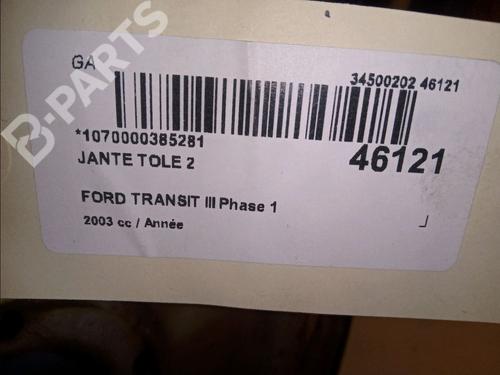 B-PARTS
GA
34500202 46121
*1070000385281
46121
JANTE TOLE 2
FORD TRANSIT III Phase 1
2003 cc / Année